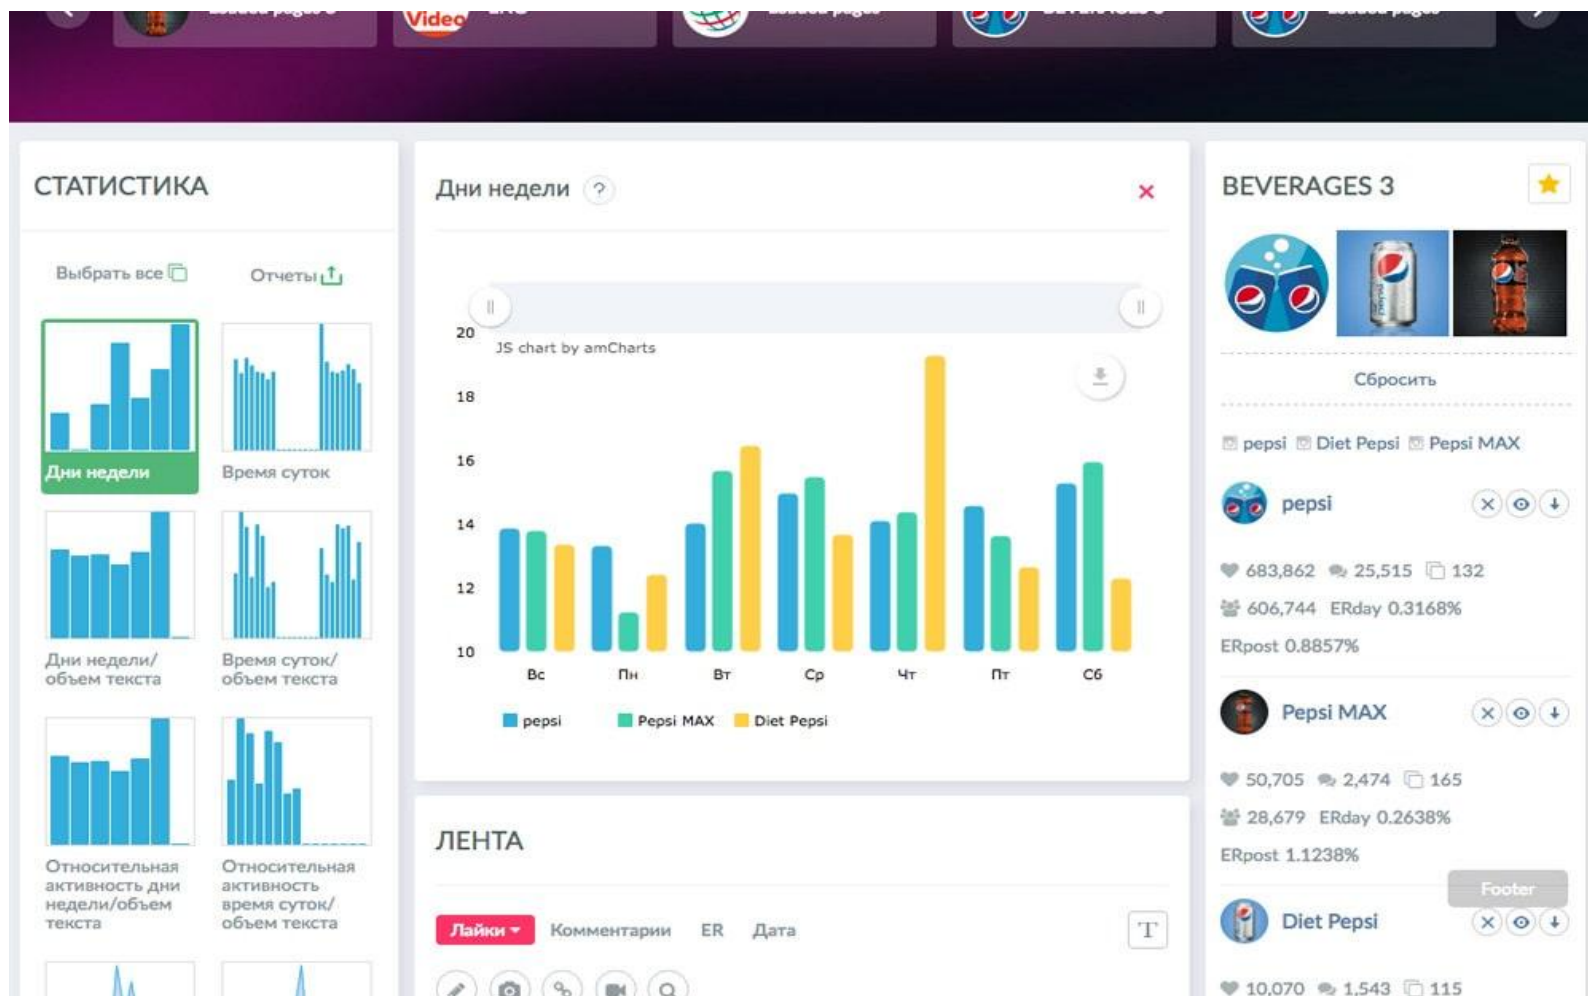 Video
СТАТИСТИКА
Выбрать все
Отчеты
Дни недели
Время суток
Дни недели/
объем текста
Время суток/
объем текста
Относительная
активность дни
недели/объем
текста
Относительная
активность
время суток/
объем текста
Дни недели ?
20
JS chart by amCharts
18
16
14
12
10
Вс Пн Вт Ср Чт Пт Сб
pepsi Pepsi MAX Diet Pepsi
ЛЕНТА
Лайки Комментарии ER Дата
T
BEVERAGES 3
Сбросить
pepsi Diet Pepsi Pepsi MAX
pepsi
683,862 25,515 132
606,744 ERday 0.3168%
ERpost 0.8857%
Pepsi MAX
50,705 2,474 165
28,679 ERday 0.2638%
ERpost 1.1238%
Footer
Diet Pepsi
10,070 1,543 115